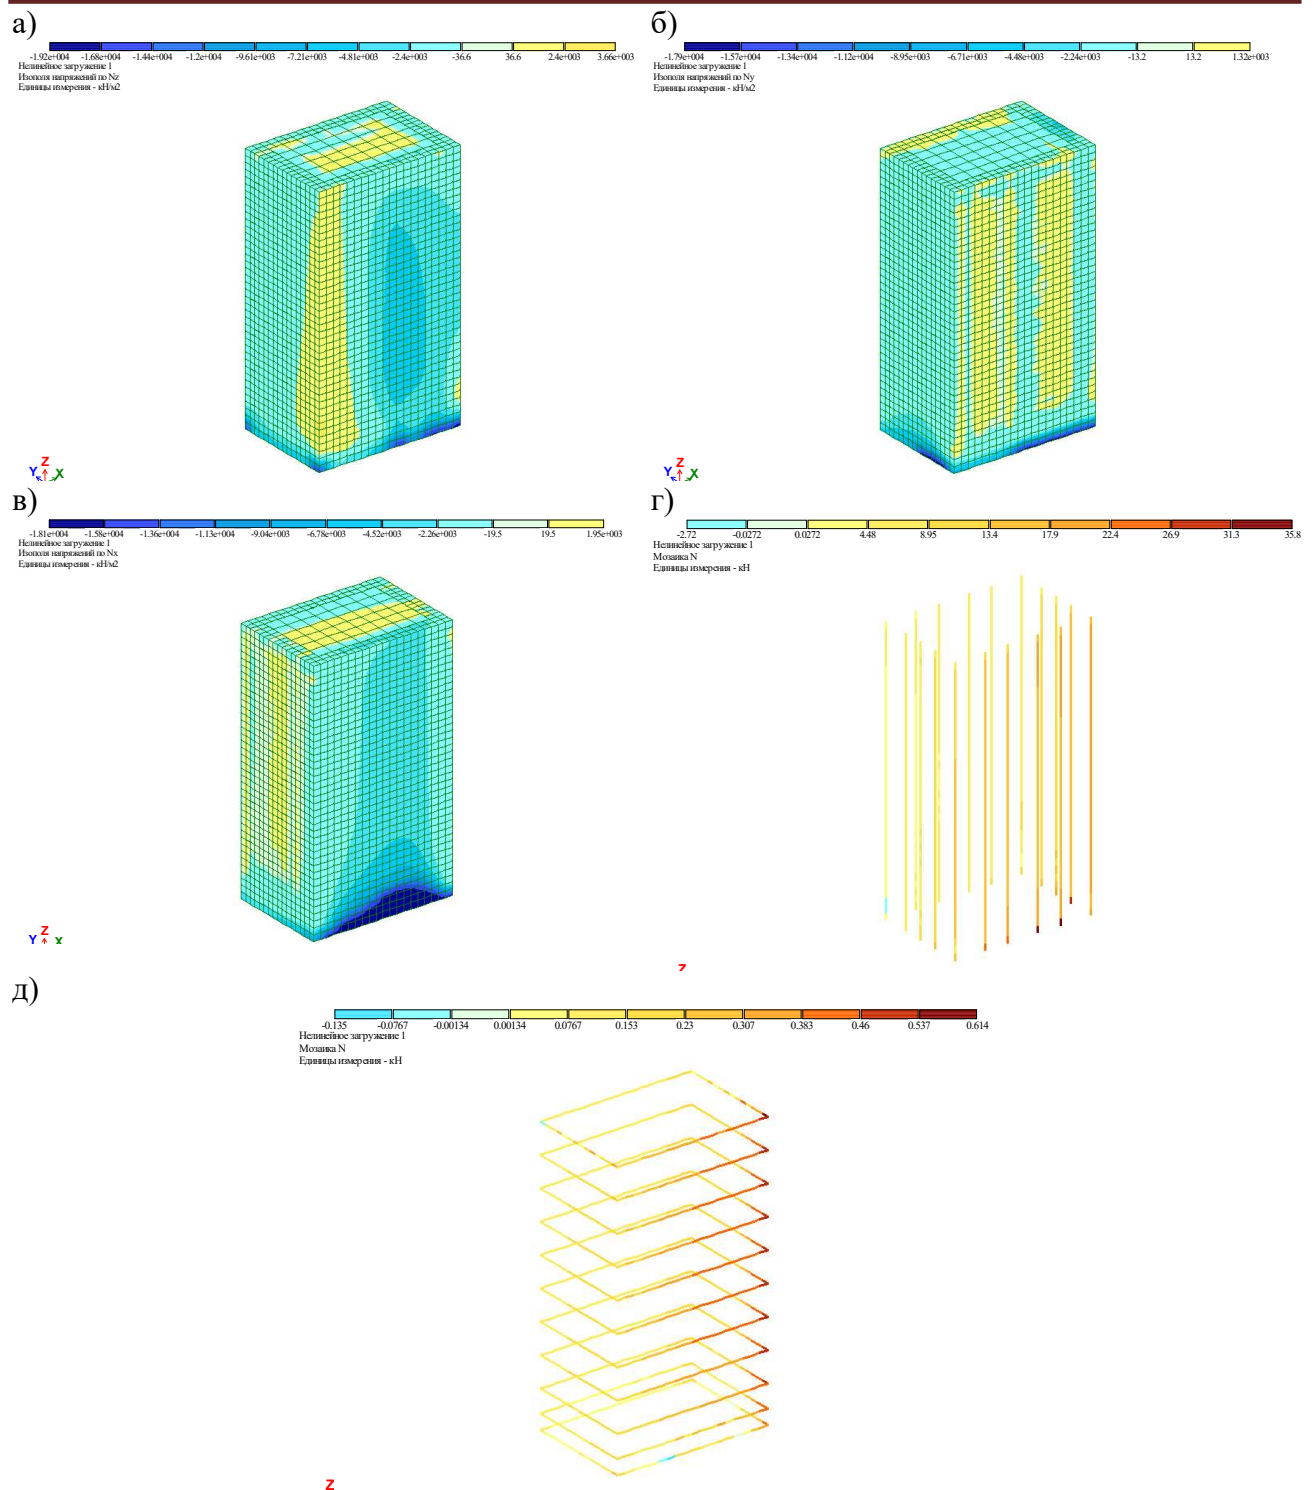 а)
-1.92e+004 -1.68e+004 -1.44e+004 -1.2e+004 -9.61e+003 -7.21e+003 -4.81e+003 -2.4e+003 -36.6 36.6 2.4e+003 3.66e+003
Нелинейное загружение 1
Изополя напряжений по Nz
Единицы измерения - кН/м2
Z
Y X
б)
-1.79e+004 -1.57e+004 -1.34e+004 -1.12e+004 -8.95e+003 -6.71e+003 -4.48e+003 -2.24e+003 -13.2 13.2 1.32e+003
Нелинейное загружение 1
Изополя напряжений по Ny
Единицы измерения - кН/м2
Z
Y X
в)
-1.81e+004 -1.58e+004 -1.36e+004 -1.13e+004 -9.04e+003 -6.78e+003 -4.52e+003 -2.26e+003 -19.5 19.5 1.95e+003
Нелинейное загружение 1
Изополя напряжений по Nx
Единицы измерения - кН/м2
Z
Y X
г)
-2.72 -0.0272 0.0272 4.48 8.95 13.4 17.9 22.4 26.9 31.3 35.8
Нелинейное загружение 1
Мозаика N
Единицы измерения - кН
Z
д)
-0.135 -0.0767 -0.00134 0.00134 0.0767 0.153 0.23 0.307 0.383 0.46 0.537 0.614
Нелинейное загружение 1
Мозаика N
Единицы измерения - кН
Z